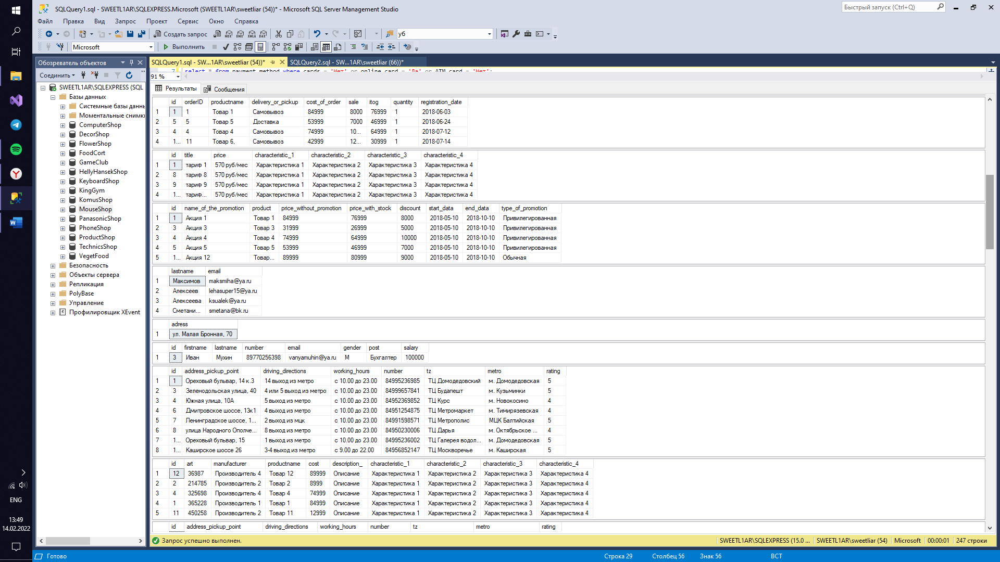 SQLQuery1.sql - SWEETL1AR\SQLEXPRESS.Microsoft (SWEETL1AR\sweetliar (54))* - Microsoft SQL Server Management Studio
Быстрый запуск (Ctrl+Q)
Файл Правка Вид Запрос Проект Сервис Окно Справка
Создать запрос MDX DMX XMLA DAX уб
Microsoft Выполнить
Обозреватель объектов
Соединить
SWEETL1AR\SQLEXPRESS (SQL
Базы данных
Системные базы данн
Моментальные снимк
ComputerShop
DecorShop
FlowerShop
FoodCort
GameClub
HellyHansekShop
KeyboardShop
KingGym
KomusShop
MouseShop
PanasonicShop
PhoneShop
ProductShop
TechnicsShop
VegetFood
Безопасность
Объекты сервера
Репликация
PolyBase
Управление
Профилировщик XEvent
SQLQuery1.sql - SW...1AR\sweetliar (54))* SQLQuery2.sql - SW...1AR\sweetliar (66))*
7 select * from payment_method where cards = 'Нет' or online_card = 'Да' or ATM_card = 'Нет';
91 %
Результаты Сообщения
id orderID productname delivery_or_pickup cost_of_order sale itog quantity registration_date
1 1 1 Товар 1 Самовывоз 84999 8000 76999 1 2018-06-03
2 5 5 Товар 5 Доставка 53999 7000 46999 1 2018-06-24
3 4 4 Товар 4 Самовывоз 74999 10... 64999 1 2018-07-12
4 1... 11 Товар 6, Самовывоз 42999 12... 30999 1 2018-07-14
id title price characteristic_1 characteristic_2 characteristic_3 characteristic_4
1 1 тариф 1 570 руб/мес Характеристика 1 Характеристика 2 Характеристика 3 Характеристика 4
2 8 тариф 8 570 руб/мес Характеристика 1 Характеристика 2 Характеристика 3 Характеристика 4
3 9 тариф 9 570 руб/мес Характеристика 1 Характеристика 2 Характеристика 3 Характеристика 4
4 1... тариф... 570 руб/мес Характеристика 1 Характеристика 2 Характеристика 3 Характеристика 4
id name_of_the_promotion product price_without_promotion price_with_stock discount start_data end_data type_of_promotion
1 1 Акция 1 Товар 1 84999 76999 8000 2018-05-10 2018-10-10 Привилегированная
2 3 Акция 3 Товар 3 31999 26999 5000 2018-05-10 2018-10-10 Привилегированная
3 4 Акция 4 Товар 4 74999 64999 10000 2018-05-10 2018-10-10 Привилегированная
4 5 Акция 5 Товар 5 53999 46999 7000 2018-05-10 2018-10-10 Привилегированная
5 1... Акция 12 Товар... 89999 80999 9000 2018-05-10 2018-10-10 Обычная
lastname email
1 Максимов maksmiha@ya.ru
2 Алексеев lehasuper15@ya.ru
3 Алексеева ksualek@ya.ru
4 Сметани... smetana@bk.ru
adress
1 ул. Малая Бронная, 70
id firstname lastname number email gender post salary
1 3 Иван Мухин 89770256398 vanyamuhin@ya.ru М Бухгалтер 100000
id address_pickup_point driving_directions working_hours number tz metro rating
1 1 Ореховый бульвар, 14 к.3 14 выход из метро с 10.00 до 23.00 84995236985 ТЦ Домодедовский м. Домодедовская 5
2 3 Зеленодольская улица, 40 4 или 5 выход из метро с 10.00 до 23.00 84999657841 ТЦ Будапешт м. Кузьминки 5
3 4 Южная улица, 10А 5 выход из метро с 10.00 до 23.00 84952369852 ТЦ Курс м. Новокосино 4
4 6 Дмитровское шоссе, 13к1 4 выход из метро с 10.00 до 23.00 84951254875 ТЦ Метромаркет м. Тимирязевская 4
5 7 Ленинградское шоссе, 1... 2 выход из мцк с 10.00 до 23.00 84991598571 ТЦ Метрополис МЦК Балтийская 5
6 8 улица Народного Ополче... 8 выход из метро с 10.00 до 23.00 84950230006 ТЦ Дарья м. Октябрьское ... 4
7 1... Ореховый бульвар, 15 1 выход из метро с 10.00 до 23.00 84995236002 ТЦ Галерея водол... м. Домодедовская 5
8 1... Каширское шоссе 26 3-4 выход из метро с 9.00 до 22.00 84956852147 ТЦ Москворечье м. Каширская 5
id art manufacturer productname cost description_ characteristic_1 characteristic_2 characteristic_3 characteristic_4
1 12 36987 Производитель 4 Товар 12 89999 Описание Характеристика 1 Характеристика 2 Характеристика 3 Характеристика 4
2 2 214785 Производитель 2 Товар 2 8999 Описание Характеристика 1 Характеристика 2 Характеристика 3 Характеристика 4
3 4 325698 Производитель 4 Товар 4 74999 Описание Характеристика 1 Характеристика 2 Характеристика 3 Характеристика 4
4 1 365228 Производитель 1 Товар 1 84999 Описание Характеристика 1 Характеристика 2 Характеристика 3 Характеристика 4
5 11 450258 Производитель 2 Товар 11 12999 Описание Характеристика 1 Характеристика 2 Характеристика 3 Характеристика 4
id address_pickup_point driving_directions working_hours number tz metro rating
Запрос успешно выполнен. SWEETL1AR\SQLEXPRESS (15.0 ... SWEETL1AR\sweetliar (54) Microsoft 00:00:01 247 строки
Готово Строка 29 Столбец 56 Знак 56 ВСТ
ENG
13:49
14.02.2022